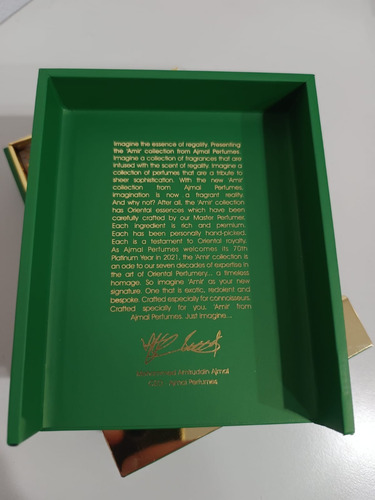 Imagine the essence of regality. Presenting
the 'Amir' collection from Ajmal Perfumes.
Imagine a collection of fragrances that are
infused with the scent of regality. Imagine a
collection of perfumes that are a tribute to
sheer sophistication. With the new 'Amir'
collection from Ajmal Perfumes,
imagination is now a fragrant reality.
And why not? After all, the 'Amir' collection
has Oriental essences which have been
carefully crafted by our Master Perfumer.
Each ingredient is rich and premium.
Each has been personally hand-picked.
Each is a testament to Oriental royalty.
As Ajmal Perfumes welcomes its 70th
Platinum Year in 2021, the 'Amir' collection is
an ode to our seven decades of expertise in
the art of Oriental Perfumery... a timeless
homage. So imagine 'Amir' as your new
signature. One that is exotic, redolent and
bespoke. Crafted especially for connoisseurs.
Crafted specially for you. 'Amir' from
Ajmal Perfumes. Just Imagine...
Amiruddin Ajmal
Ajmal Perfumes